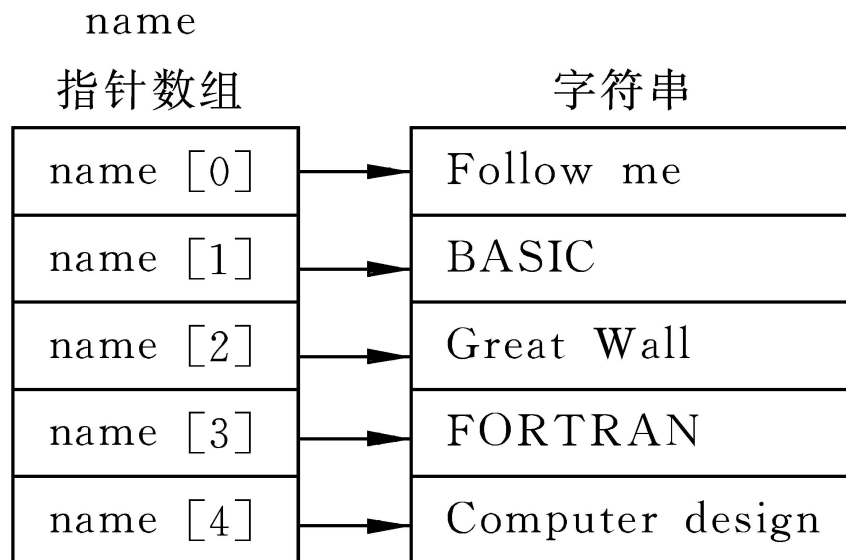 name
指针数组 字符串
name [0] Follow me
name [1] BASIC
name [2] Great Wall
name [3] FORTRAN
name [4] Computer design